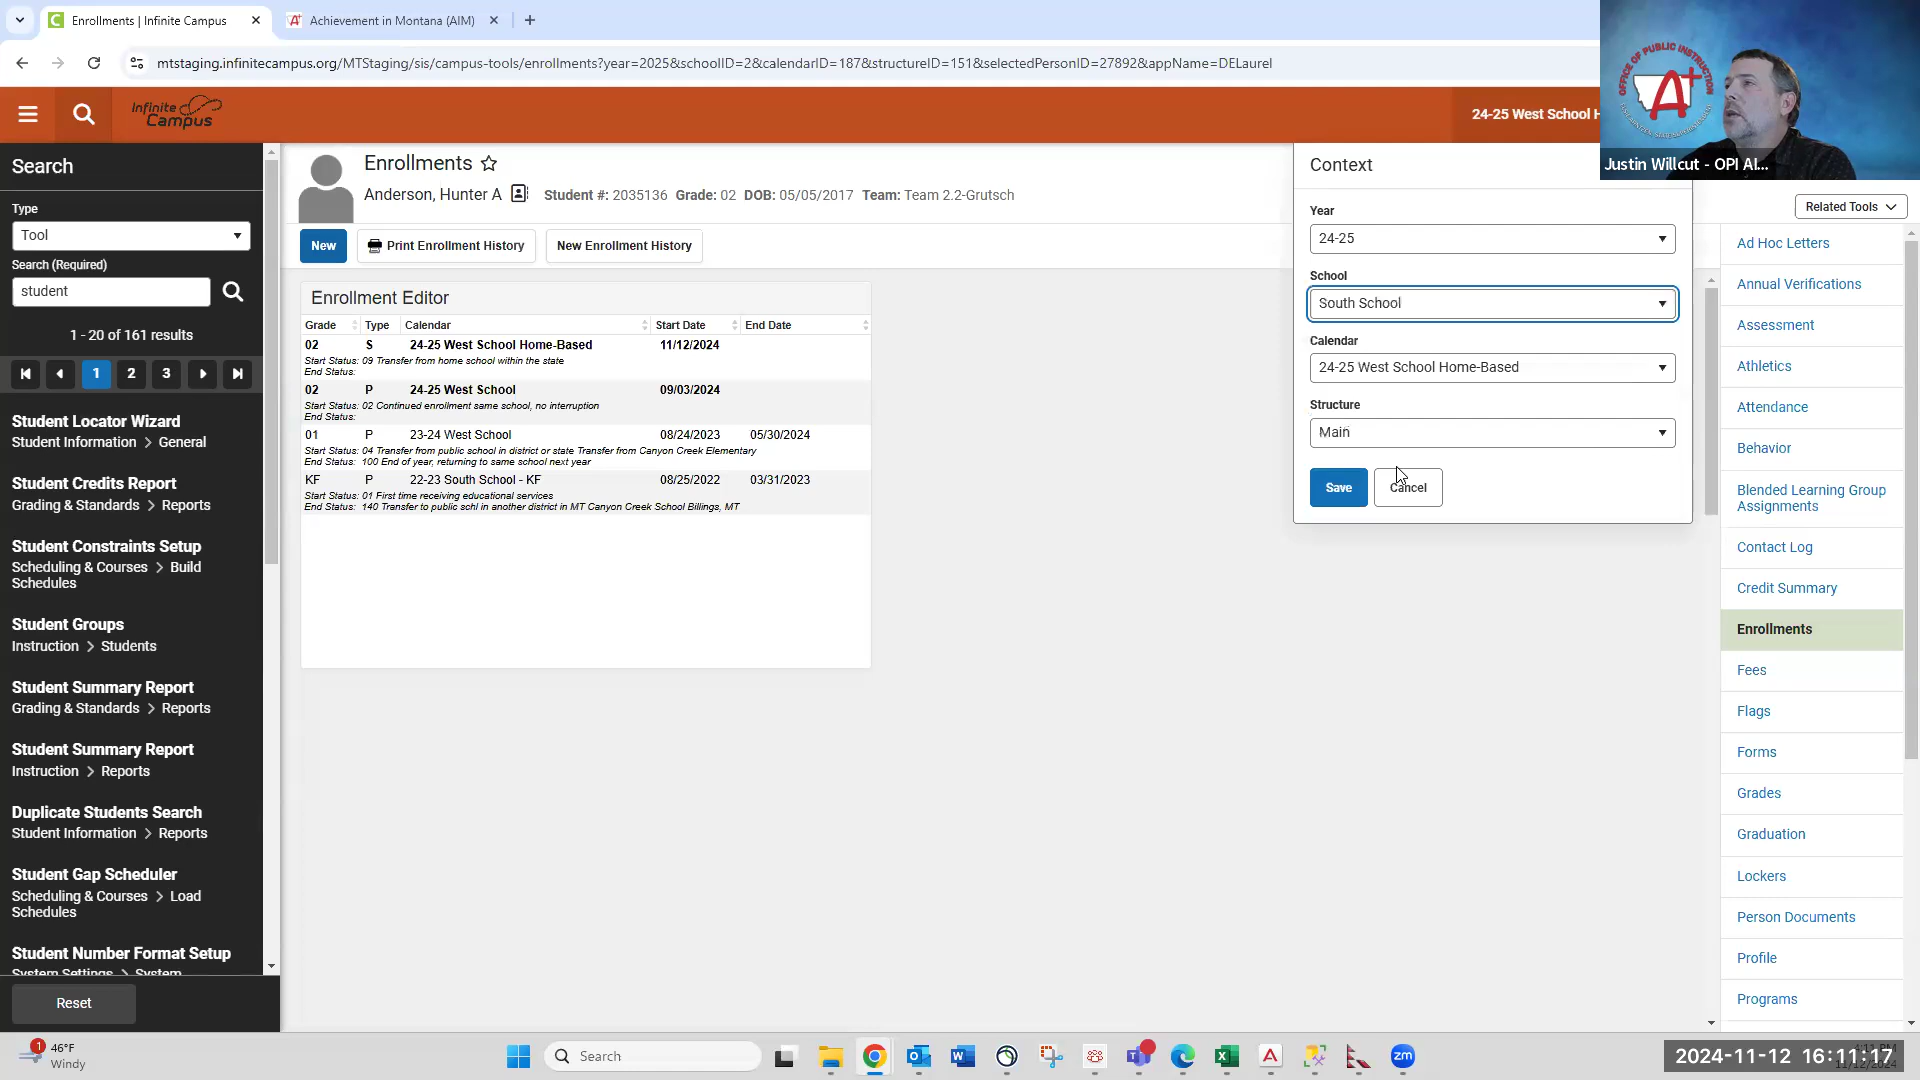 Enrollments | Infinite Campus
Achievement in Montana (AIM)
mtstaging.infinitecampus.org/MTStaging/sis/campus-tools/enrollments?year=2025&schoolID=2&calendarID=187&structureID=151&selectedPersonID=27892&appName=DELaurel
Infinite Campus
24-25 West School H
OFFICE OF PUBLIC INSTRUCTION
A+
Justin Willcut - OPI AI...
Search
Type
Tool
Search (Required)
student
1 - 20 of 161 results
1 2 3
Student Locator Wizard
Student Information > General
Student Credits Report
Grading & Standards > Reports
Student Constraints Setup
Scheduling & Courses > Build
Schedules
Student Groups
Instruction > Students
Student Summary Report
Grading & Standards > Reports
Student Summary Report
Instruction > Reports
Duplicate Students Search
Student Information > Reports
Student Gap Scheduler
Scheduling & Courses > Load
Schedules
Student Number Format Setup
System Settings > System
Reset
Enrollments
Anderson, Hunter A Student #: 2035136 Grade: 02 DOB: 05/05/2017 Team: Team 2.2-Grutsch
New Print Enrollment History New Enrollment History
Enrollment Editor
Grade Type Calendar Start Date End Date
02 S 24-25 West School Home-Based 11/12/2024
Start Status: 09 Transfer from home school within the state
End Status:
02 P 24-25 West School 09/03/2024
Start Status: 02 Continued enrollment same school, no interruption
End Status:
01 P 23-24 West School 08/24/2023 05/30/2024
Start Status: 04 Transfer from public school in district or state Transfer from Canyon Creek Elementary
End Status: 100 End of year, returning to same school next year
KF P 22-23 South School - KF 08/25/2022 03/31/2023
Start Status: 01 First time receiving educational services
End Status: 140 Transfer to public schl in another district in MT Canyon Creek School Billings, MT
Context
Year
24-25
School
South School
Calendar
24-25 West School Home-Based
Structure
Main
Save Cancel
Related Tools
Ad Hoc Letters
Annual Verifications
Assessment
Athletics
Attendance
Behavior
Blended Learning Group
Assignments
Contact Log
Credit Summary
Enrollments
Fees
Flags
Forms
Grades
Graduation
Lockers
Person Documents
Profile
Programs
1
46°F
Windy
Search
zm
2024-11-12 16:11:17